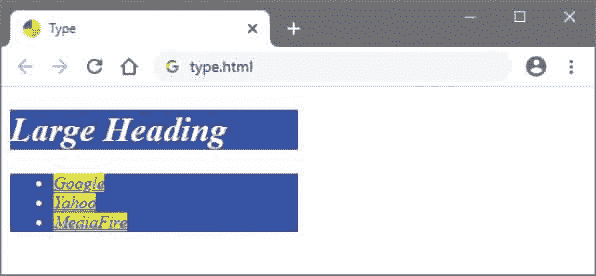 Type
type.html
Large Heading
Google
Yahoo
MediaFire